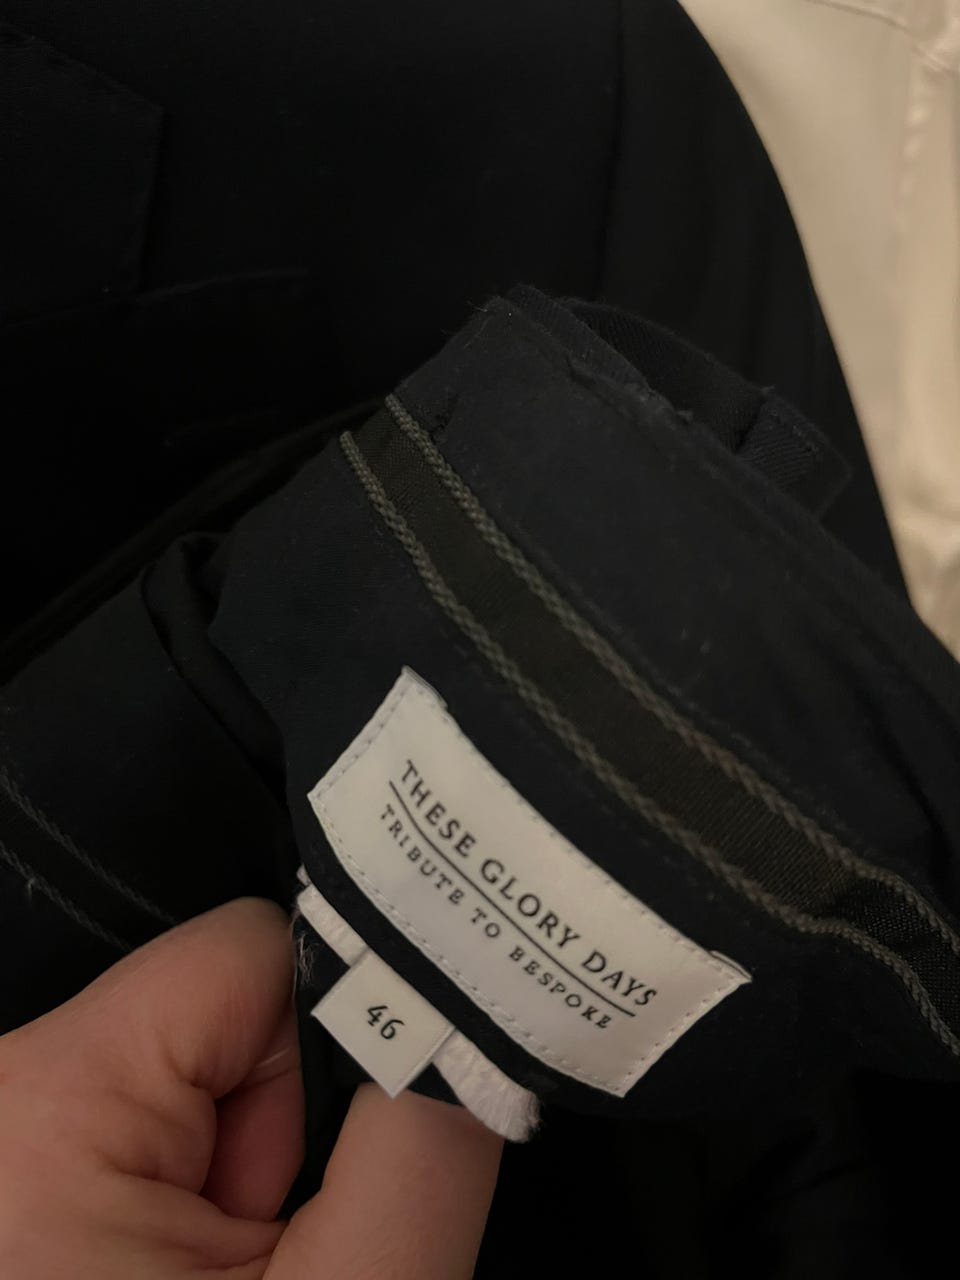 THESE GLORY DAYS
TRIBUTE TO BESPOKE
46